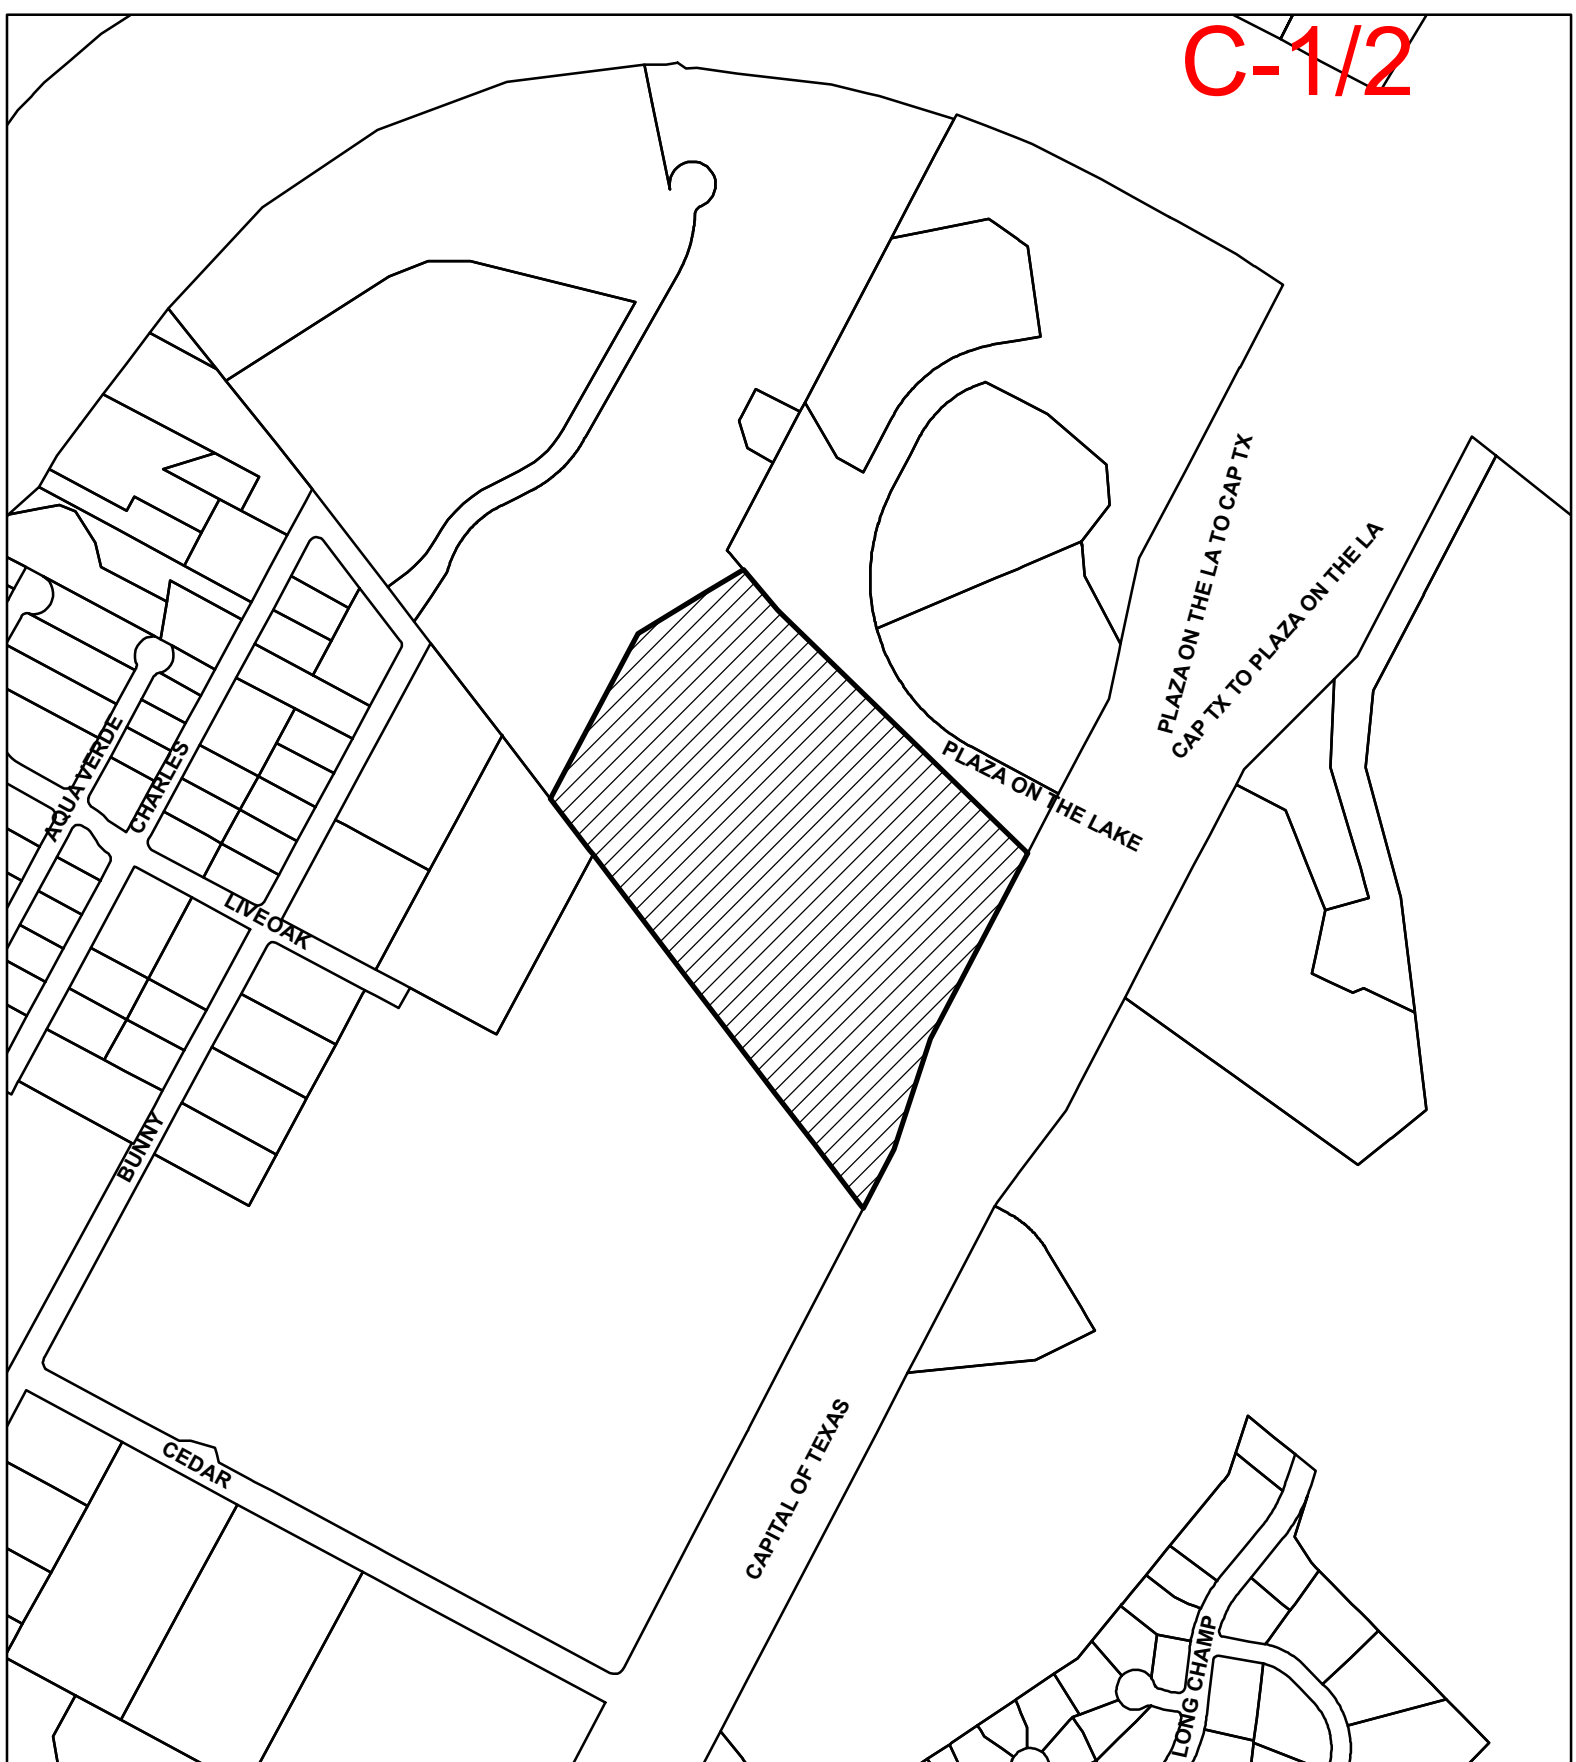 C-1/2
PLAZA ON THE LA TO CAP TX
CAP TX TO PLAZA ON THE LA
PLAZA ON THE LAKE
AQUA VERDE
CHARLES
LIVEOAK
BUNNY
CEDAR
CAPITAL OF TEXAS
LONG CHAMP